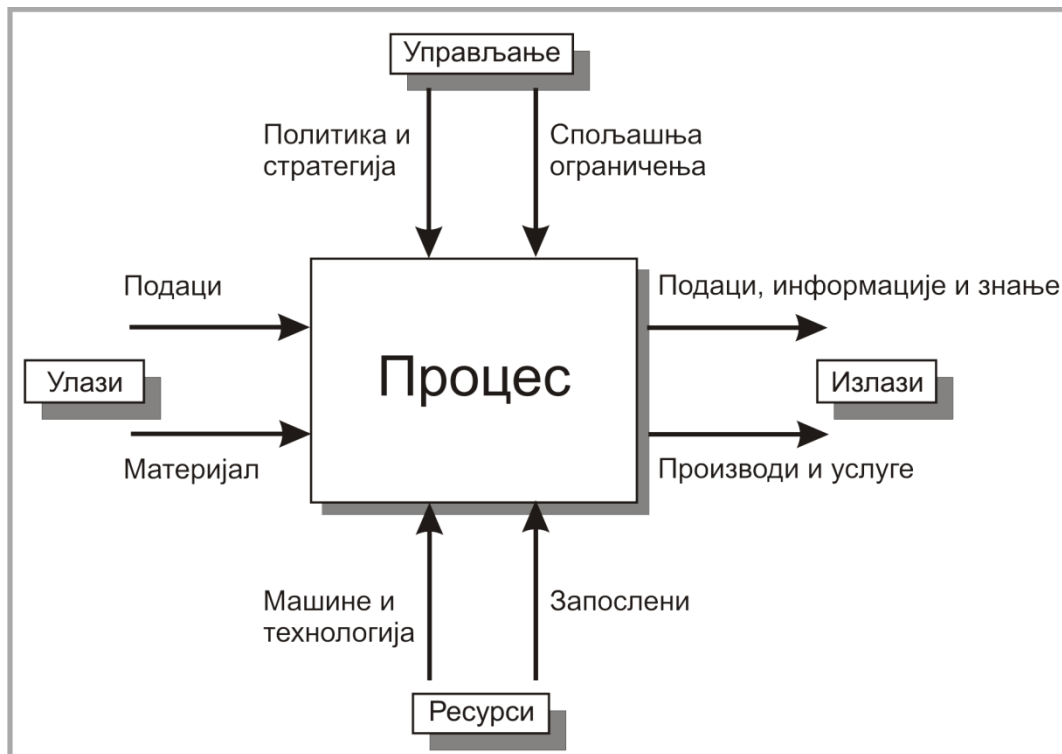 Управљање
Политика и
стратегија
Спољашња
ограничења
Подаци
Подаци, информације и знање
Улази
Процес
Излази
Материјал
Производи и услуге
Машине и
технологија
Запослени
Ресурси